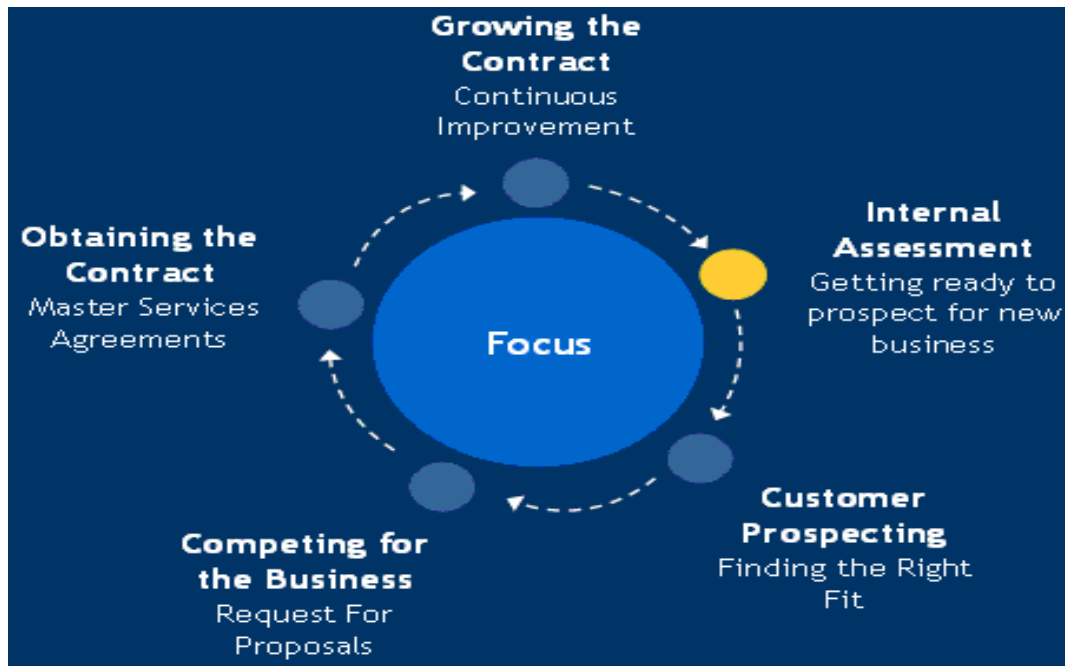 Growing the
Contract
Continuous
Improvement
Internal
Assessment
Getting ready to
prospect for new
business
Obtaining the
Contract
Master Services
Agreements
Focus
Customer
Prospecting
Finding the Right
Fit
Competing for
the Business
Request For
Proposals